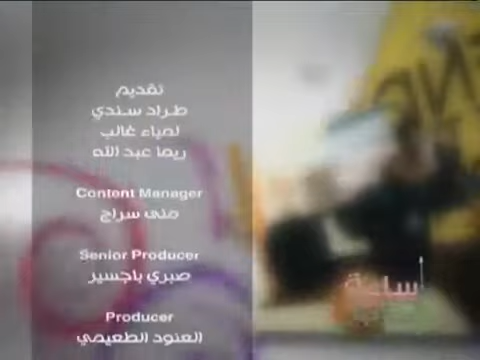 تقديم
طراد سندي
لمياء غالب
ريما عبد الله
Content Manager
منى سراج
Senior Producer
صبري باجسير
Producer
العنود الطعيمي